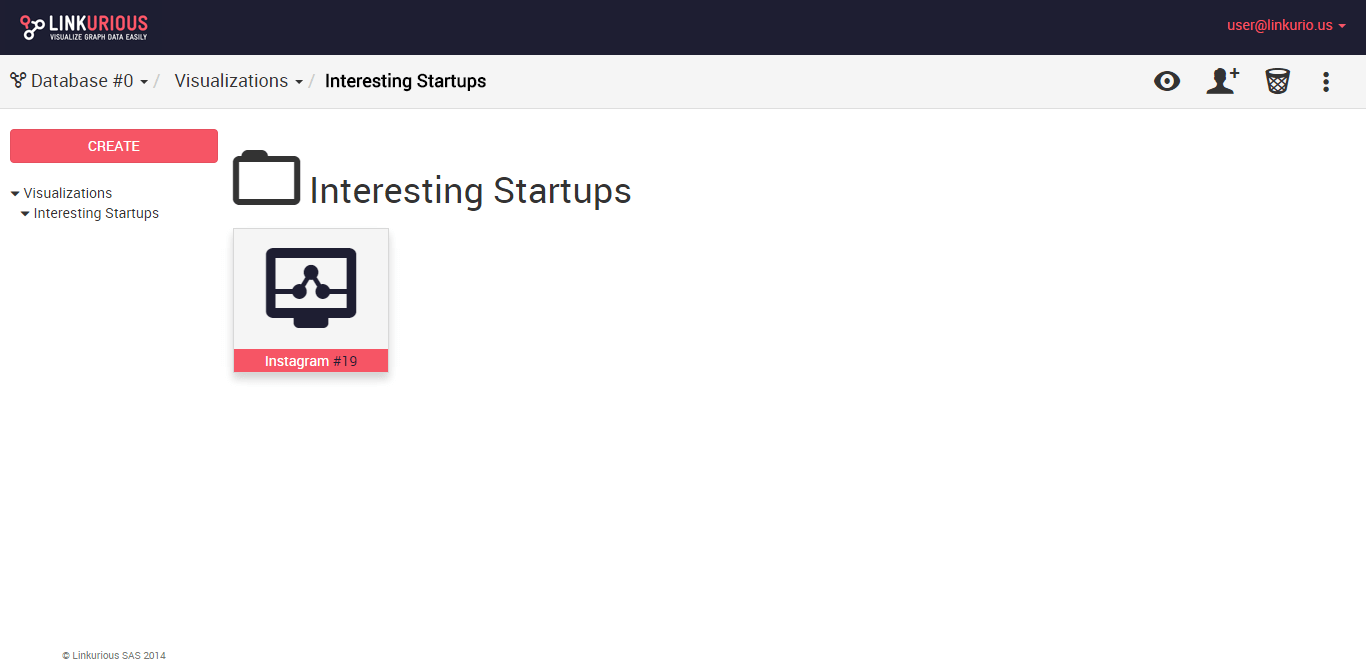 LINKURIOUS
VISUALIZE GRAPH DATA EASILY
user@linkurio.us
Database #0 / Visualizations / Interesting Startups
CREATE
Visualizations
Interesting Startups
Interesting Startups
Instagram #19
© Linkurious SAS 2014